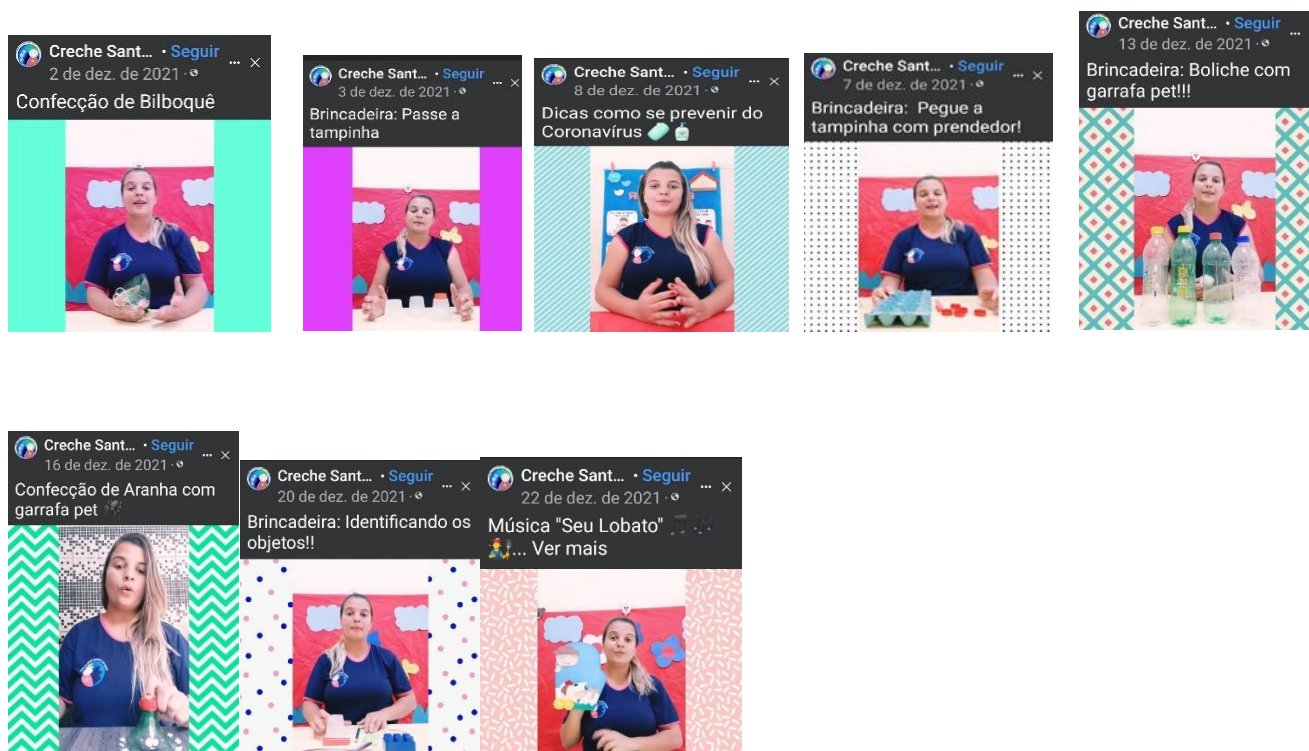 Creche Sant... • Seguir
2 de dez. de 2021
Confecção de Bilboquê
Creche Sant... • Seguir
3 de dez. de 2021
Brincadeira: Passe a
tampinha
Creche Sant... • Seguir
8 de dez. de 2021
Dicas como se prevenir do
Coronavírus 🧼🧴
Creche Sant... • Seguir
7 de dez. de 2021
Brincadeira: Pegue a
tampinha com prendedor!
Creche Sant... • Seguir
13 de dez. de 2021
Brincadeira: Boliche com
garrafa pet!!!
Creche Sant... • Seguir
16 de dez. de 2021
Confecção de Aranha com
garrafa pet 🕷
Creche Sant... • Seguir
20 de dez. de 2021
Brincadeira: Identificando os
objetos!!
Creche Sant... • Seguir
22 de dez. de 2021
Música "Seu Lobato" 🎵🎶
👩‍🌾... Ver mais